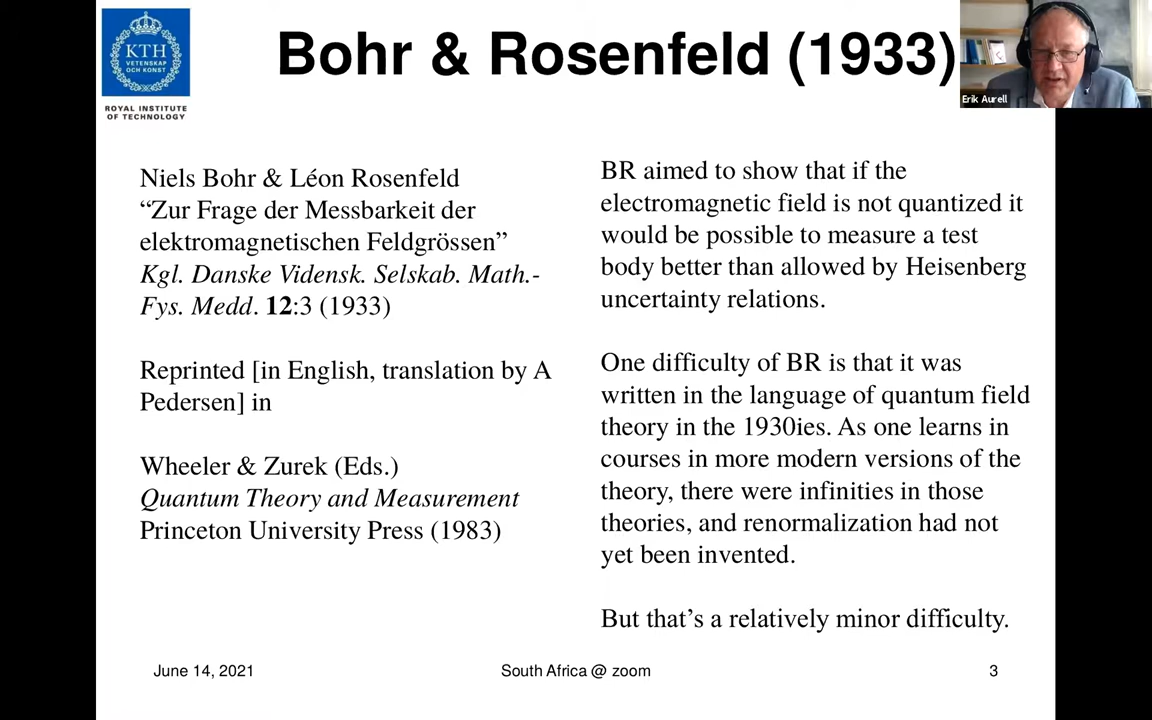 KTH
VETENSKAP
OCH KONST
ROYAL INSTITUTE
OF TECHNOLOGY
Bohr & Rosenfeld (1933)
Erik Aurell
Niels Bohr & Léon Rosenfeld
“Zur Frage der Messbarkeit der
elektromagnetischen Feldgrössen”
Kgl. Danske Vidensk. Selskab. Math.-
Fys. Medd. 12:3 (1933)
Reprinted [in English, translation by A
Pedersen] in
Wheeler & Zurek (Eds.)
Quantum Theory and Measurement
Princeton University Press (1983)
BR aimed to show that if the
electromagnetic field is not quantized it
would be possible to measure a test
body better than allowed by Heisenberg
uncertainty relations.
One difficulty of BR is that it was
written in the language of quantum field
theory in the 1930ies. As one learns in
courses in more modern versions of the
theory, there were infinities in those
theories, and renormalization had not
yet been invented.
But that’s a relatively minor difficulty.
June 14, 2021
South Africa @ zoom
3